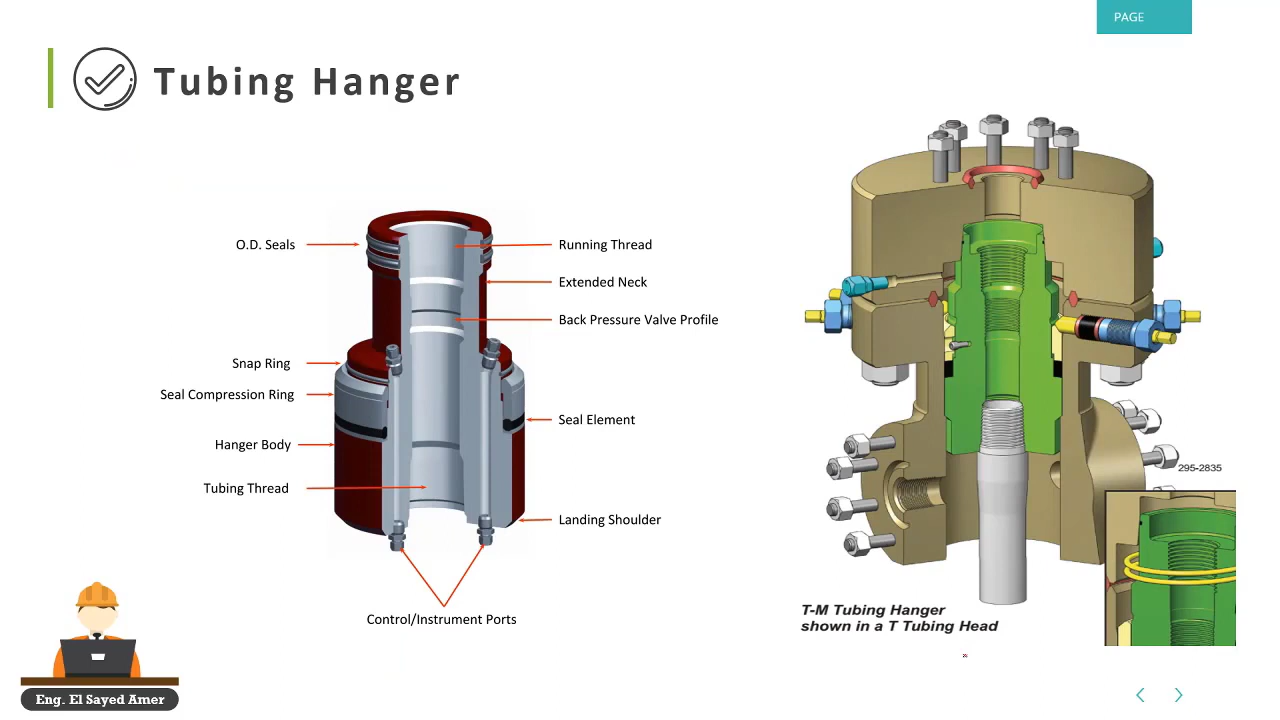 PAGE
Tubing Hanger
O.D. Seals
Running Thread
Extended Neck
Back Pressure Valve Profile
Snap Ring
Seal Compression Ring
Seal Element
Hanger Body
Tubing Thread
Landing Shoulder
Control/Instrument Ports
295-2835
T-M Tubing Hanger
shown in a T Tubing Head
Eng. El Sayed Amer